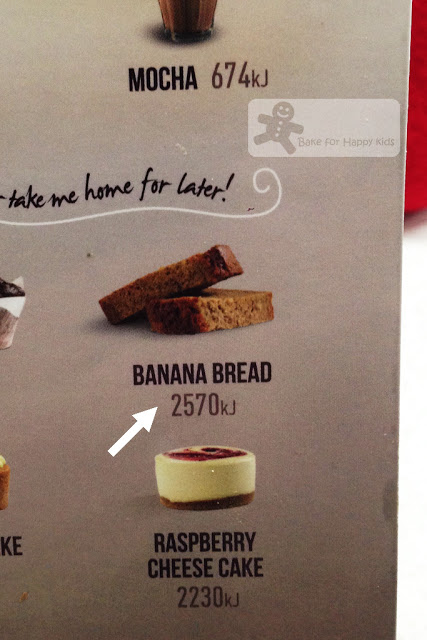 MOCHA 674KJ
Bake for Happy Kids
take me home for later!
BANANA BREAD
2570KJ
KE
RASPBERRY
CHEESE CAKE
2230KJ